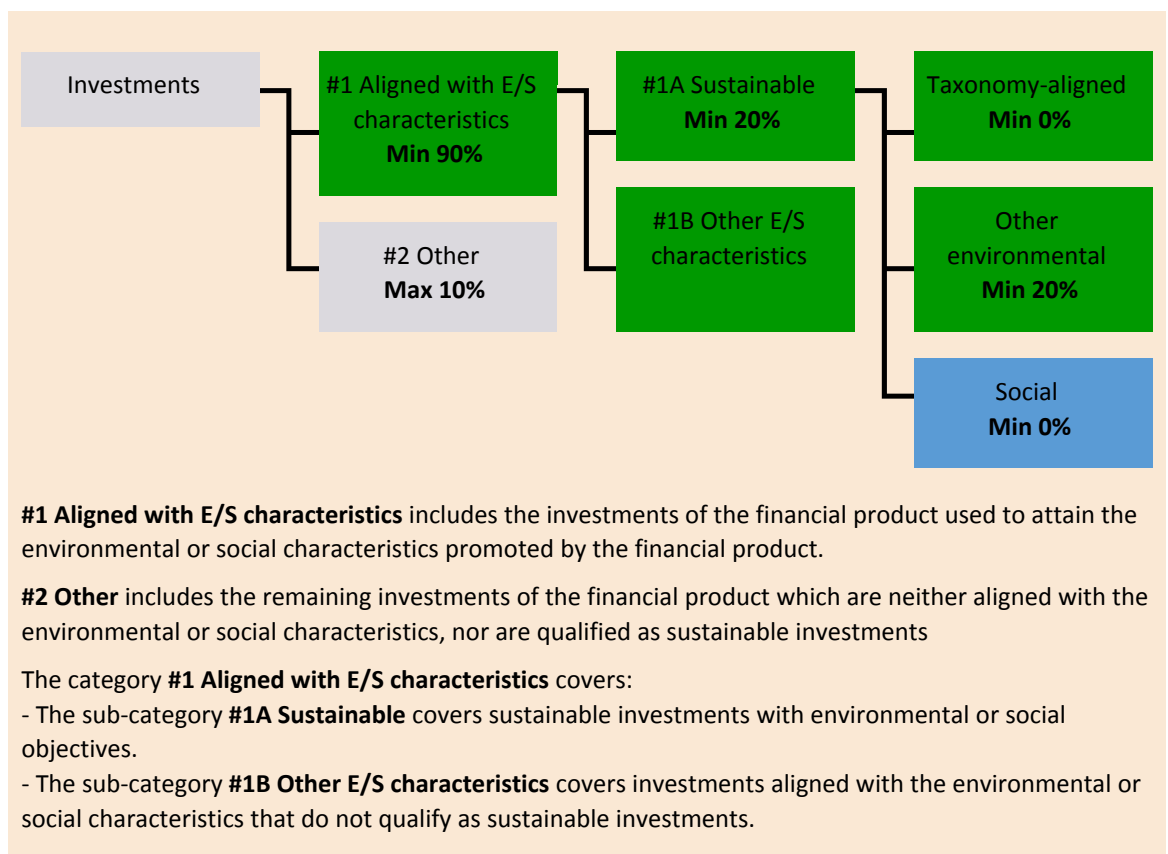 Investments
#1 Aligned with E/S
characteristics
Min 90%
#2 Other
Max 10%
#1A Sustainable
Min 20%
#1B Other E/S
characteristics
Taxonomy-aligned
Min 0%
Other
environmental
Min 20%
Social
Min 0%
#1 Aligned with E/S characteristics includes the investments of the financial product used to attain the
environmental or social characteristics promoted by the financial product.
#2 Other includes the remaining investments of the financial product which are neither aligned with the
environmental or social characteristics, nor are qualified as sustainable investments
The category #1 Aligned with E/S characteristics covers:
- The sub-category #1A Sustainable covers sustainable investments with environmental or social
objectives.
- The sub-category #1B Other E/S characteristics covers investments aligned with the environmental or
social characteristics that do not qualify as sustainable investments.